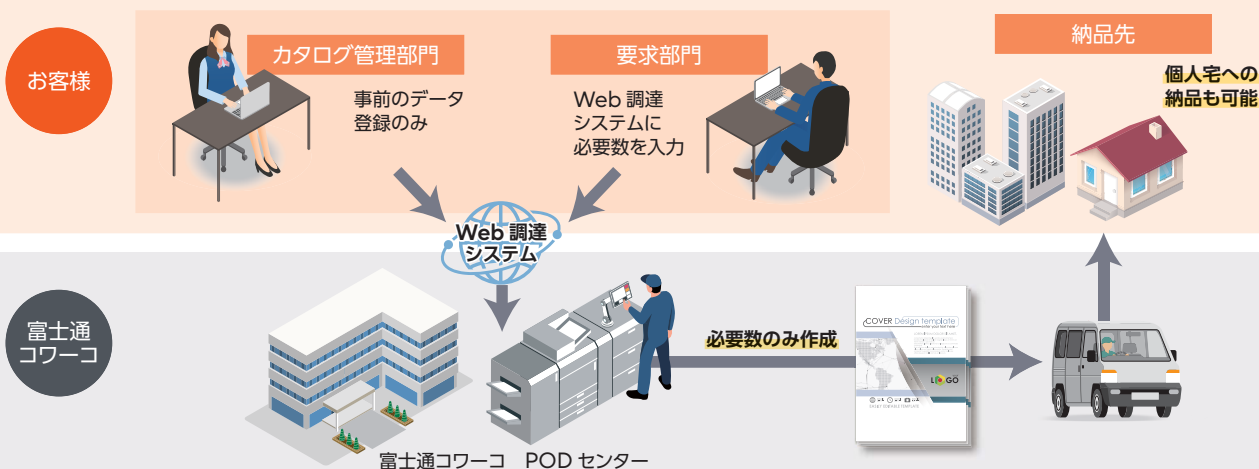 お客様
カタログ管理部門
事前のデータ
登録のみ
要求部門
Web 調達
システムに
必要数を入力
納品先
個人宅への
納品も可能
Web 調達
システム
富士通
コワーコ
富士通コワーコ POD センター
必要数のみ作成
COVER Design template
enter your text here
LOGO